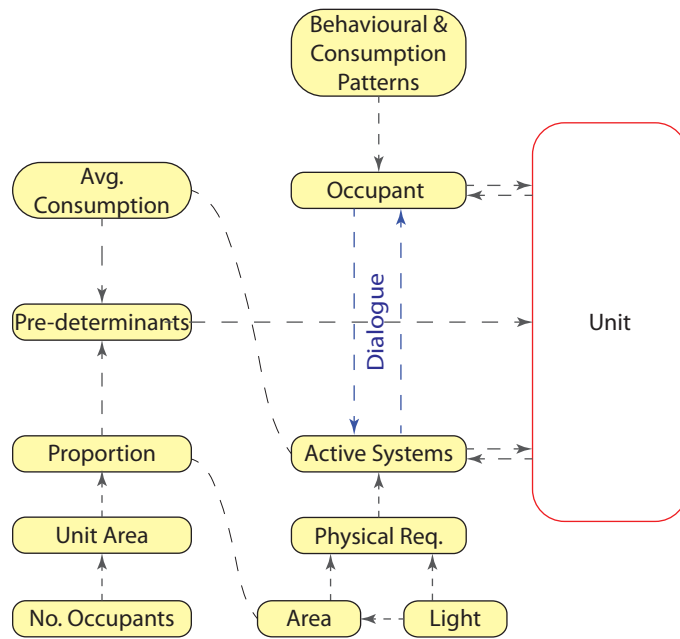 Behavioural &
Consumption
Patterns
Avg.
Consumption
Occupant
Pre-determinants
Dialogue
Unit
Proportion
Active Systems
Unit Area
Physical Req.
No. Occupants
Area
Light